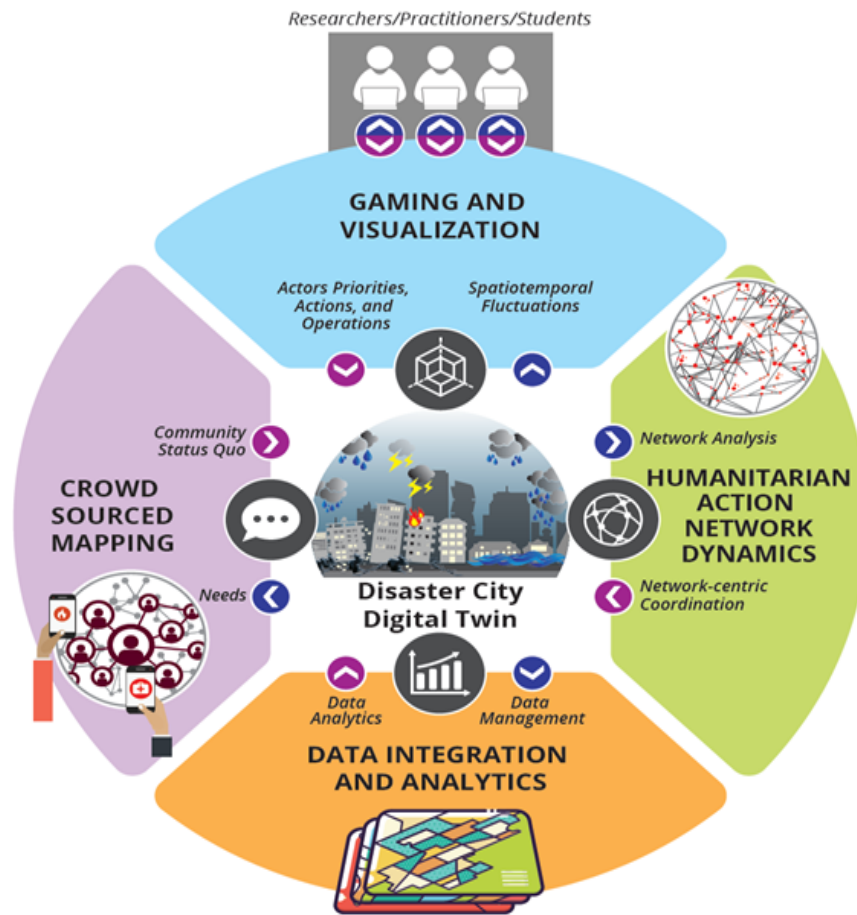 Researchers/Practitioners/Students
GAMING AND
VISUALIZATION
Actors Priorities,
Actions, and
Operations
Spatiotemporal
Fluctuations
Community
Status Quo
CROWD
SOURCED
MAPPING
Needs
Network Analysis
HUMANITARIAN
ACTION
NETWORK
DYNAMICS
Network-centric
Coordination
Disaster City
Digital Twin
Data
Analytics
Data
Management
DATA INTEGRATION
AND ANALYTICS